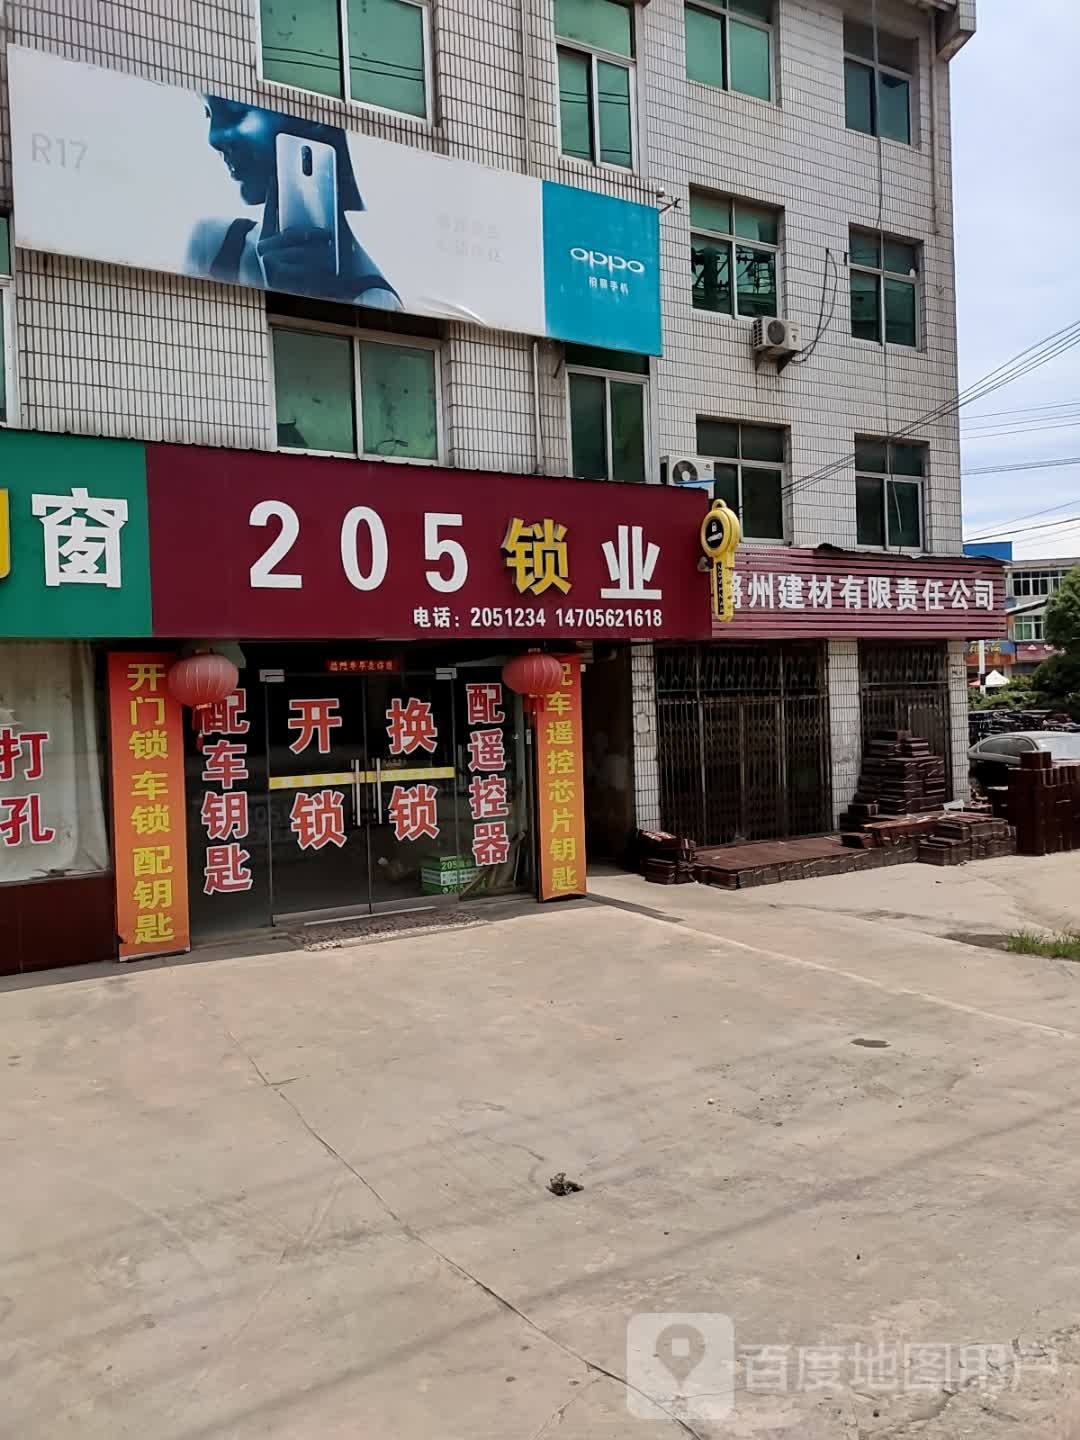 R17
oppo
拍照手机
窗
205锁业
电话：2051234 14705621618
州建材有限责任公司
打孔
开门锁车锁配钥匙
配车钥匙
开锁
换锁
配遥控器
配车遥控芯片钥匙
205
百度地图用户